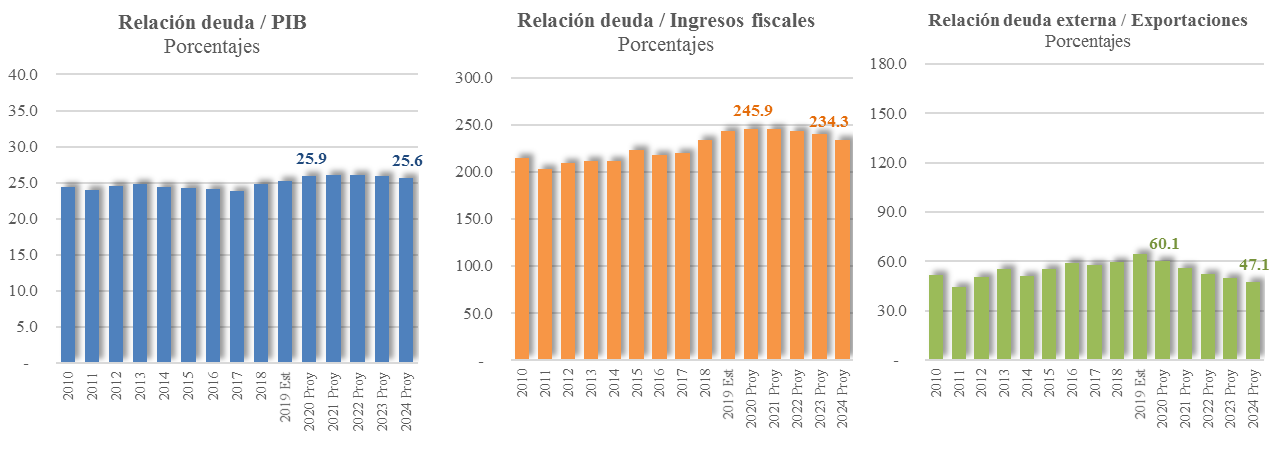 Relación deuda / PIB
Porcentajes
40.0
35.0
30.0
25.0
20.0
15.0
10.0
5.0
-
25.9
25.6
2010
2011
2012
2013
2014
2015
2016
2017
2018
2019 Est
2020 Proy
2021 Proy
2022 Proy
2023 Proy
2024 Proy
Relación deuda / Ingresos fiscales
Porcentajes
300.0
250.0
200.0
150.0
100.0
50.0
-
245.9
234.3
2010
2011
2012
2013
2014
2015
2016
2017
2018
2019 Est
2020 Proy
2021 Proy
2022 Proy
2023 Proy
2024 Proy
Relación deuda externa / Exportaciones
Porcentajes
180.0
150.0
120.0
90.0
60.0
30.0
-
60.1
47.1
2010
2011
2012
2013
2014
2015
2016
2017
2018
2019 Est
2020 Proy
2021 Proy
2022 Proy
2023 Proy
2024 Proy